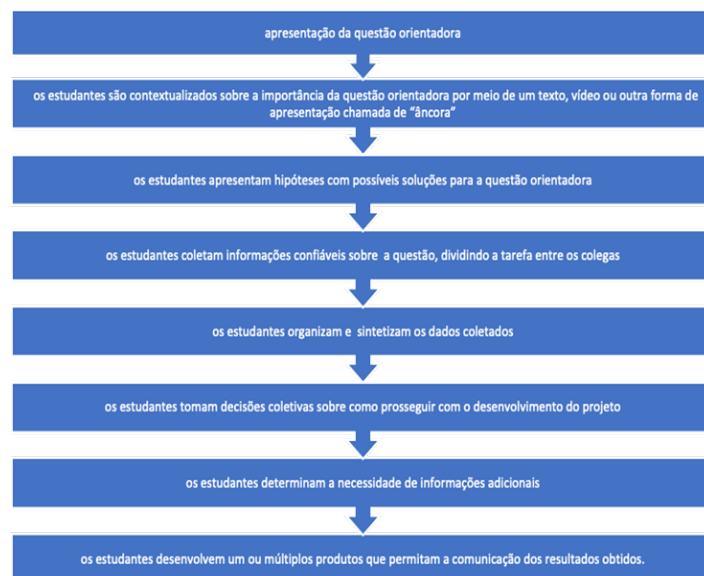 apresentação da questão orientadora
os estudantes são contextualizados sobre a importância da questão orientadora por meio de um texto, vídeo ou outra forma de
apresentação chamada de “âncora”
os estudantes apresentam hipóteses com possíveis soluções para a questão orientadora
os estudantes coletam informações confiáveis sobre a questão, dividindo a tarefa entre os colegas
os estudantes organizam e sintetizam os dados coletados
os estudantes tomam decisões coletivas sobre como prosseguir com o desenvolvimento do projeto
os estudantes determinam a necessidade de informações adicionais
os estudantes desenvolvem um ou múltiplos produtos que permitam a comunicação dos resultados obtidos.